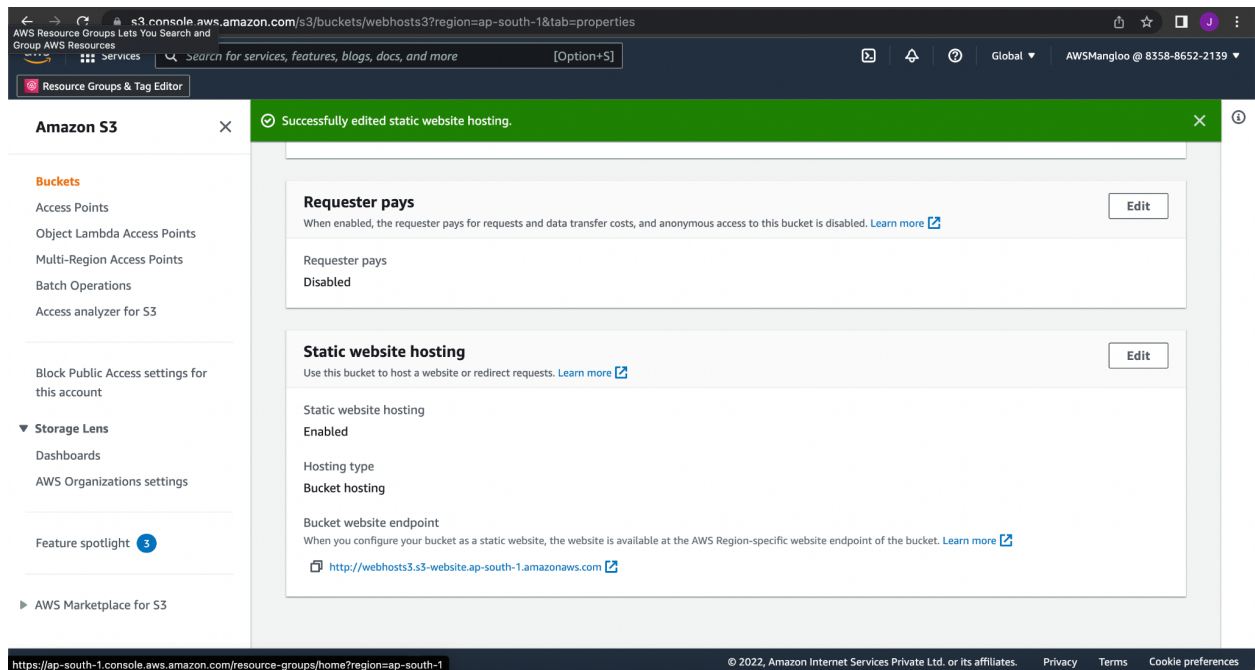 s3.console.aws.amazon.com/s3/buckets/webhosts3?region=ap-south-1&tab=properties
J
AWS Resource Groups Lets You Search and
Group AWS Resources
aws
Services
Search for services, features, blogs, docs, and more
[Option+S]
Global
AWSMangloo @ 8358-8652-2139
Resource Groups & Tag Editor
Amazon S3
Successfully edited static website hosting.
Buckets
Access Points
Object Lambda Access Points
Multi-Region Access Points
Batch Operations
Access analyzer for S3
Block Public Access settings for
this account
Storage Lens
Dashboards
AWS Organizations settings
Feature spotlight 3
AWS Marketplace for S3
Requester pays
Edit
When enabled, the requester pays for requests and data transfer costs, and anonymous access to this bucket is disabled. Learn more
Requester pays
Disabled
Static website hosting
Edit
Use this bucket to host a website or redirect requests. Learn more
Static website hosting
Enabled
Hosting type
Bucket hosting
Bucket website endpoint
When you configure your bucket as a static website, the website is available at the AWS Region-specific website endpoint of the bucket. Learn more
http://webhosts3.s3-website.ap-south-1.amazonaws.com
https://ap-south-1.console.aws.amazon.com/resource-groups/home?region=ap-south-1
© 2022, Amazon Internet Services Private Ltd. or its affiliates.
Privacy
Terms
Cookie preferences